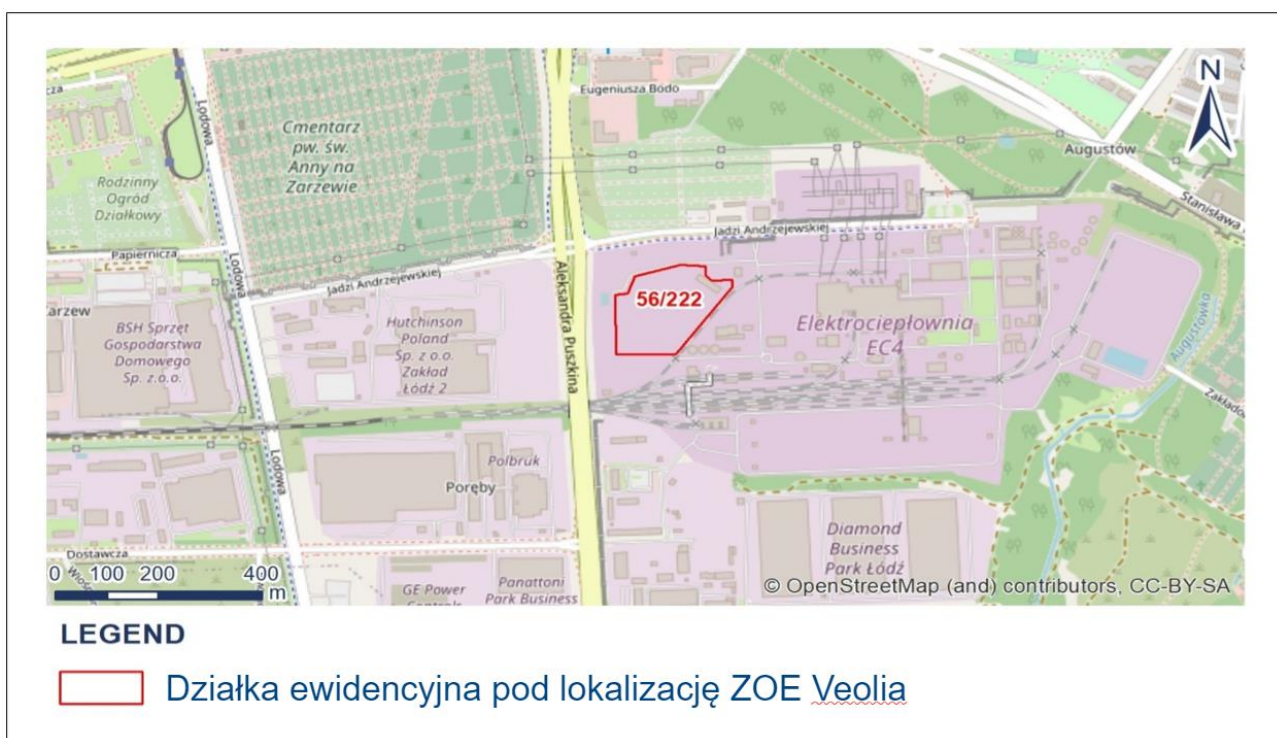 Lodowa
Cmentarz
pw. św.
Anny na
Zarzewie
Rodzinny
Ogród
Działkowy
Papiernicza
Jadzi Andrzejewskiej
Lodowa
BSH Sprzęt
Gospodarstwa
Domowego
Sp. z.o.o.
Hutchinson
Poland
Sp. z o.o.
Zakład
Łódź 2
Aleksandra Puszkina
Eugeniusza Bodo
Augustów
Stanisława
N
Jadzi Andrzejewskiej
56/222
Elektrociepłownia
EC4
Augustówka
Lodowa
Polbruk
Poręby
Dostawcza
GE Power
Panattoni
Park Business
Diamond
Business
Park Łódź
0 100 200 400
m
© OpenStreetMap (and) contributors, CC-BY-SA
LEGEND
Działka ewidencyjna pod lokalizację ZOE Veolia